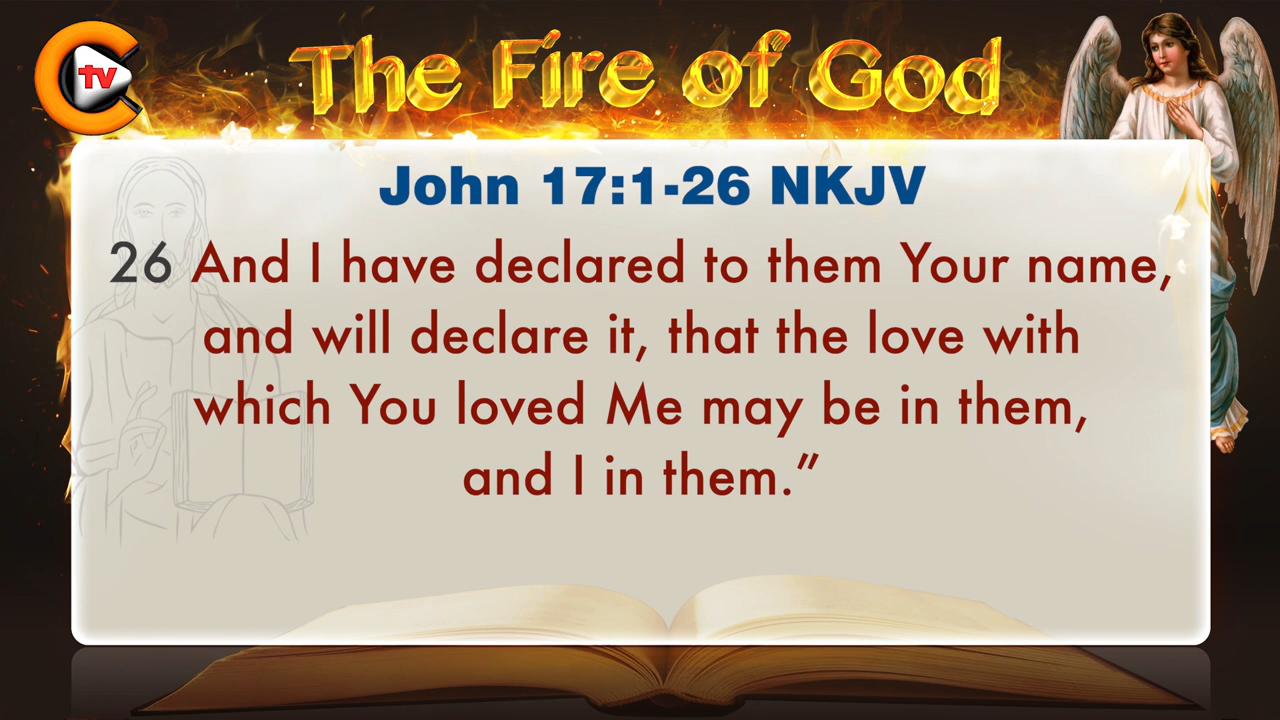 tv
The Fire of God
John 17:1-26 NKJV
26 And I have declared to them Your name,
and will declare it, that the love with
which You loved Me may be in them,
and I in them.”